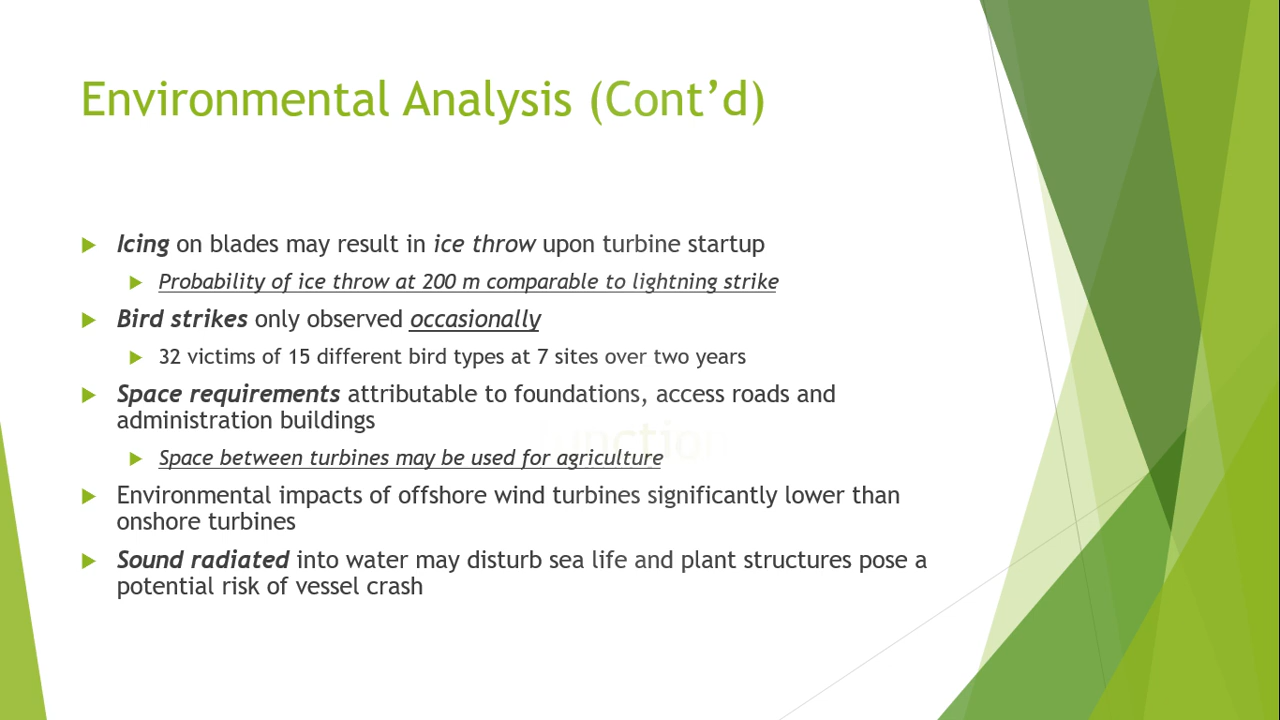 Environmental Analysis (Cont’d)
Icing on blades may result in ice throw upon turbine startup
Probability of ice throw at 200 m comparable to lightning strike
Bird strikes only observed occasionally
32 victims of 15 different bird types at 7 sites over two years
Space requirements attributable to foundations, access roads and
administration buildings
Space between turbines may be used for agriculture
Environmental impacts of offshore wind turbines significantly lower than
onshore turbines
Sound radiated into water may disturb sea life and plant structures pose a
potential risk of vessel crash